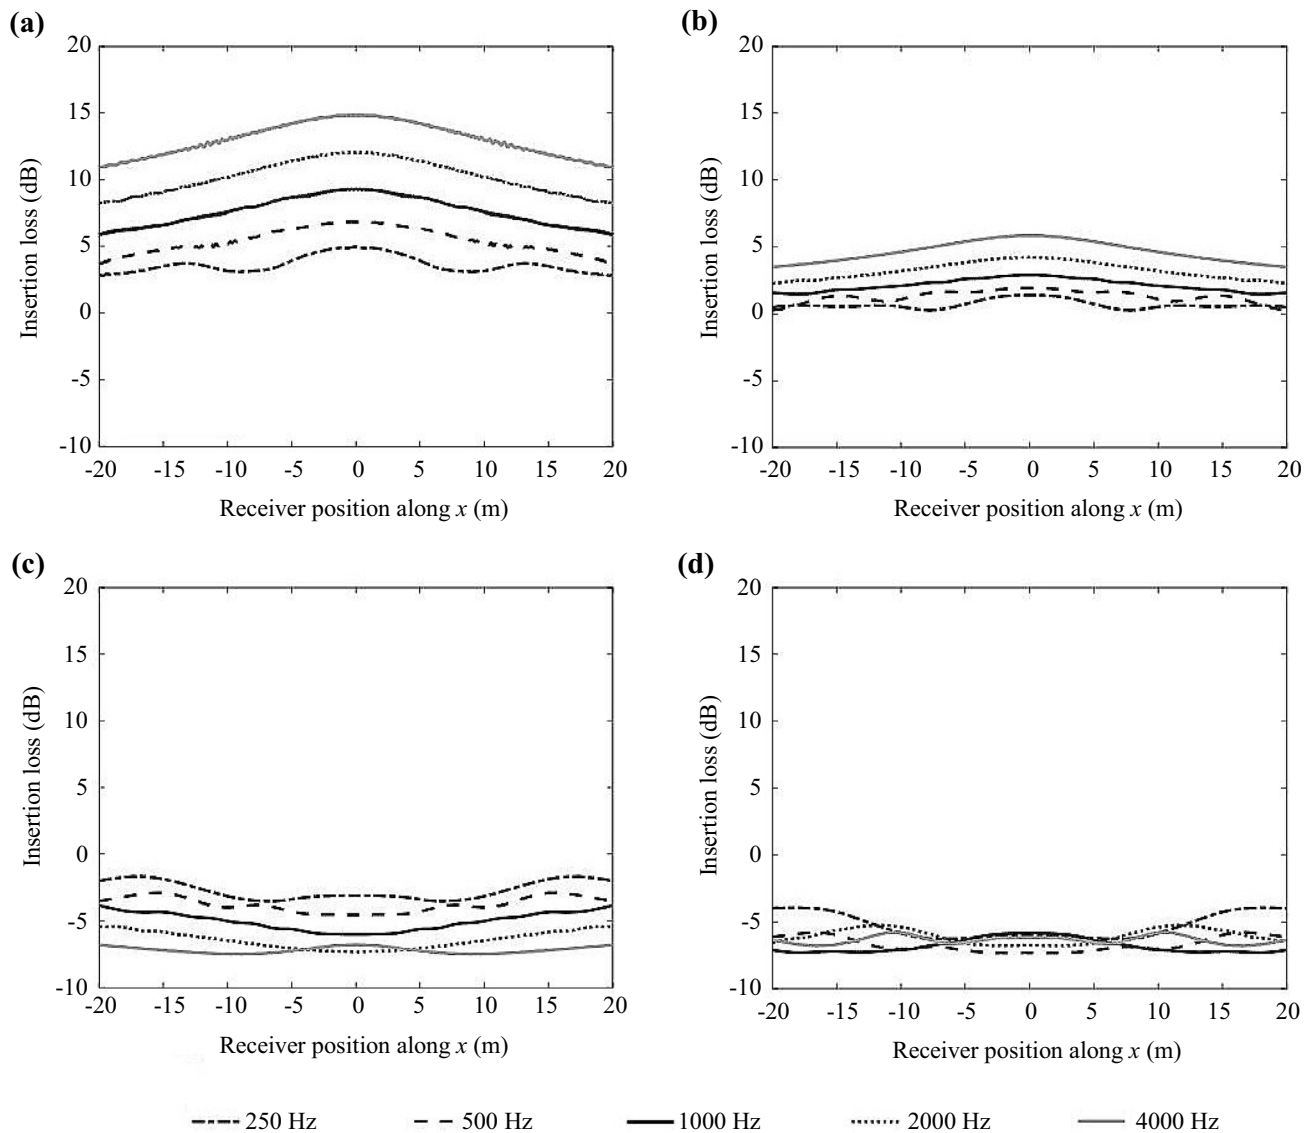 (a)
20
15
10
5
0
-5
-10
Insertion loss (dB)
-20 -15 -10 -5 0 5 10 15 20
Receiver position along x (m)
(b)
20
15
10
5
0
-5
-10
Insertion loss (dB)
-20 -15 -10 -5 0 5 10 15 20
Receiver position along x (m)
(c)
20
15
10
5
0
-5
-10
Insertion loss (dB)
-20 -15 -10 -5 0 5 10 15 20
Receiver position along x (m)
(d)
20
15
10
5
0
-5
-10
Insertion loss (dB)
-20 -15 -10 -5 0 5 10 15 20
Receiver position along x (m)
250 Hz 500 Hz 1000 Hz 2000 Hz 4000 Hz